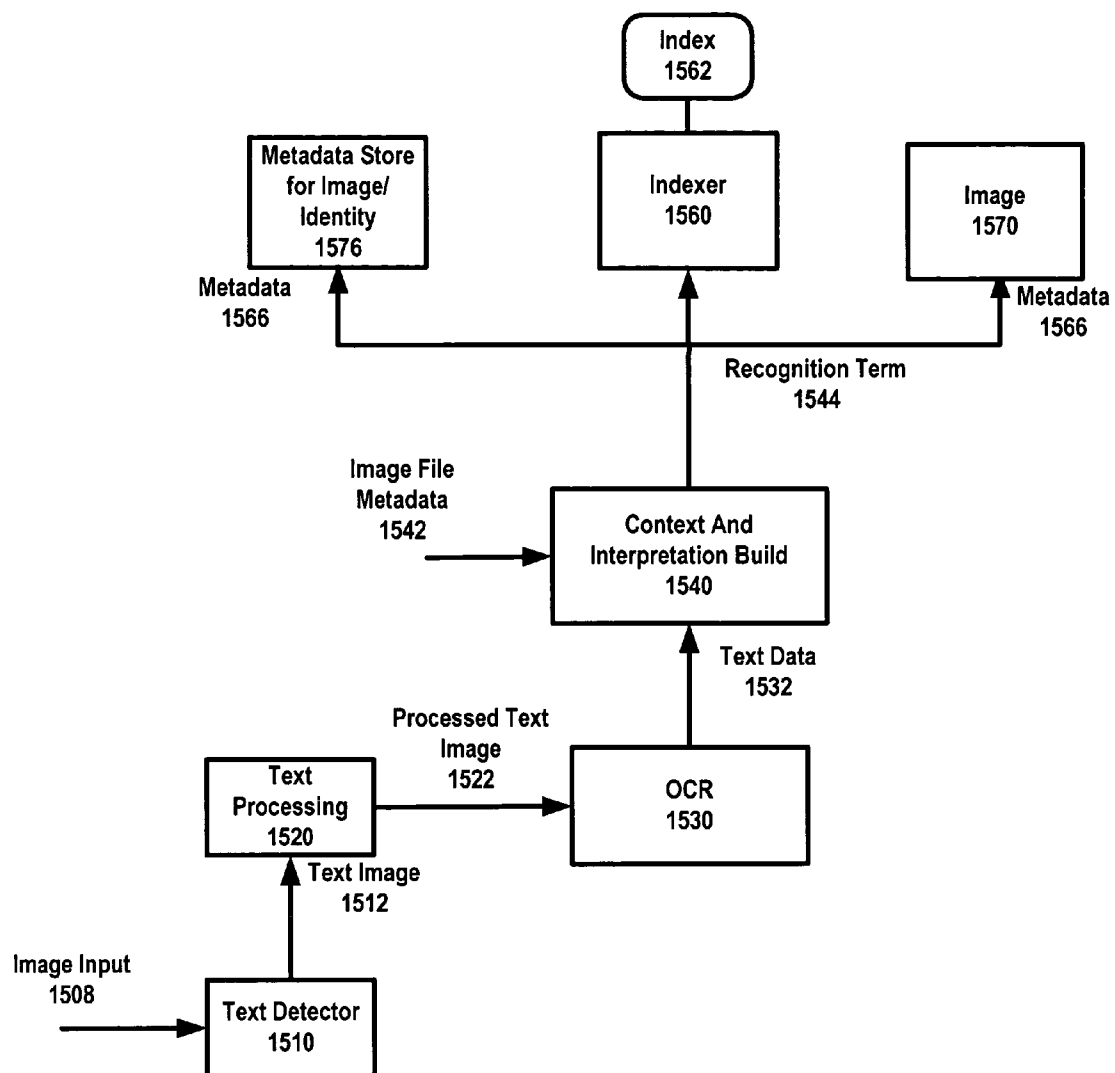 Index
1562
Metadata Store
for Image/
Identity
1576
Indexer
1560
Image
1570
Metadata
1566
Metadata
1566
Recognition Term
1544
Image File
Metadata
1542
Context And
Interpretation Build
1540
Text Data
1532
Processed Text
Image
1522
Text
Processing
1520
OCR
1530
Text Image
1512
Image Input
1508
Text Detector
1510